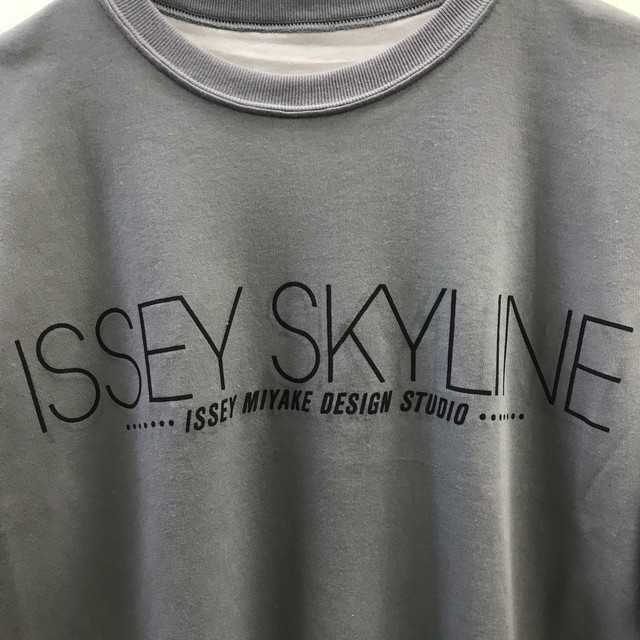 ISSEY SKYLINE
....... ISSEY MIYAKE DESIGN STUDIO .......